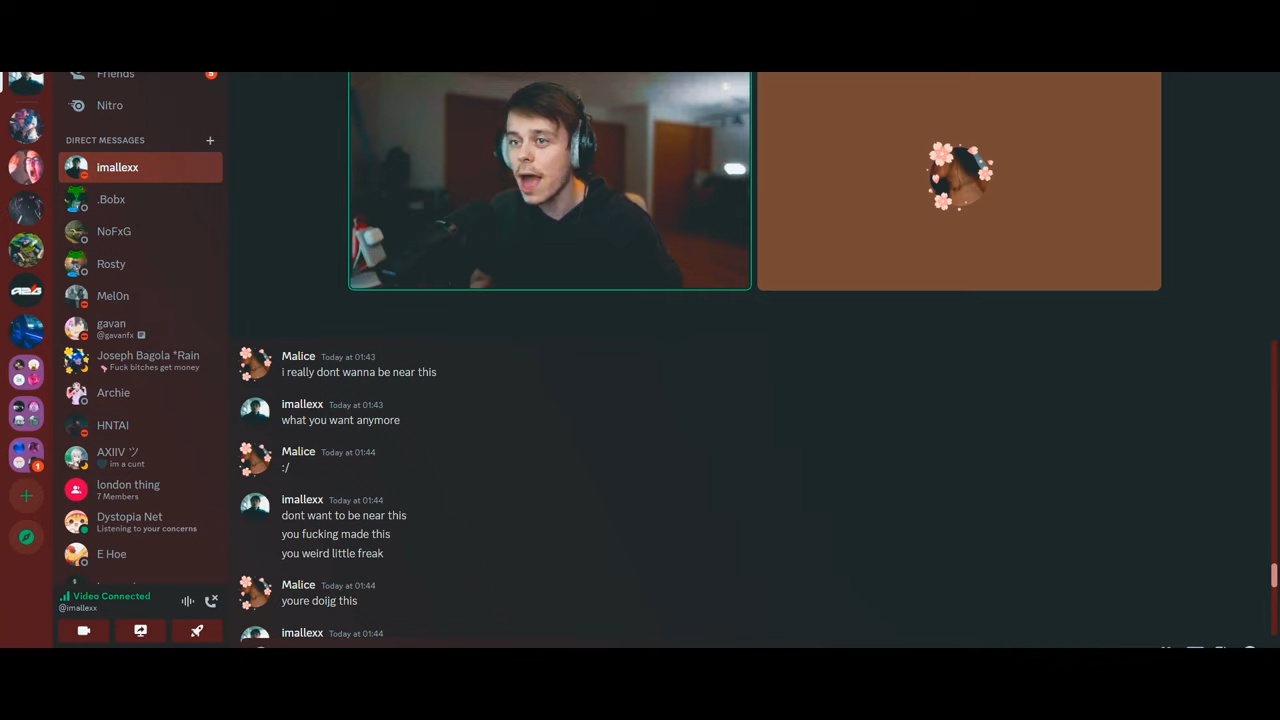 Friends
Nitro
DIRECT MESSAGES
imallexx
.Bobx
NoFxG
Rosty
Mel0n
gavan
@gavanfx
Joseph Bagola *Rain
Fuck bitches get money
Archie
HNTAI
AXIIV ツ
im a cunt
london thing
7 Members
Dystopia Net
Listening to your concerns
E Hoe
1
Video Connected
@imallexx
Malice Today at 01:43
i really dont wanna be near this
imallexx Today at 01:43
what you want anymore
Malice Today at 01:44
:/
imallexx Today at 01:44
dont want to be near this
you fucking made this
you weird little freak
Malice Today at 01:44
youre doijg this
imallexx Today at 01:44